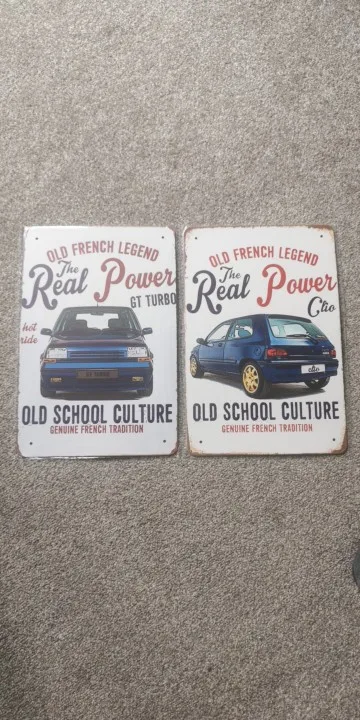 OLD FRENCH LEGEND
The
Real Power
GT TURBO
hot
ride
OLD SCHOOL CULTURE
GENUINE FRENCH TRADITION
OLD FRENCH LEGEND
The
Real Power
Clio
clio
OLD SCHOOL CULTURE
GENUINE FRENCH TRADITION